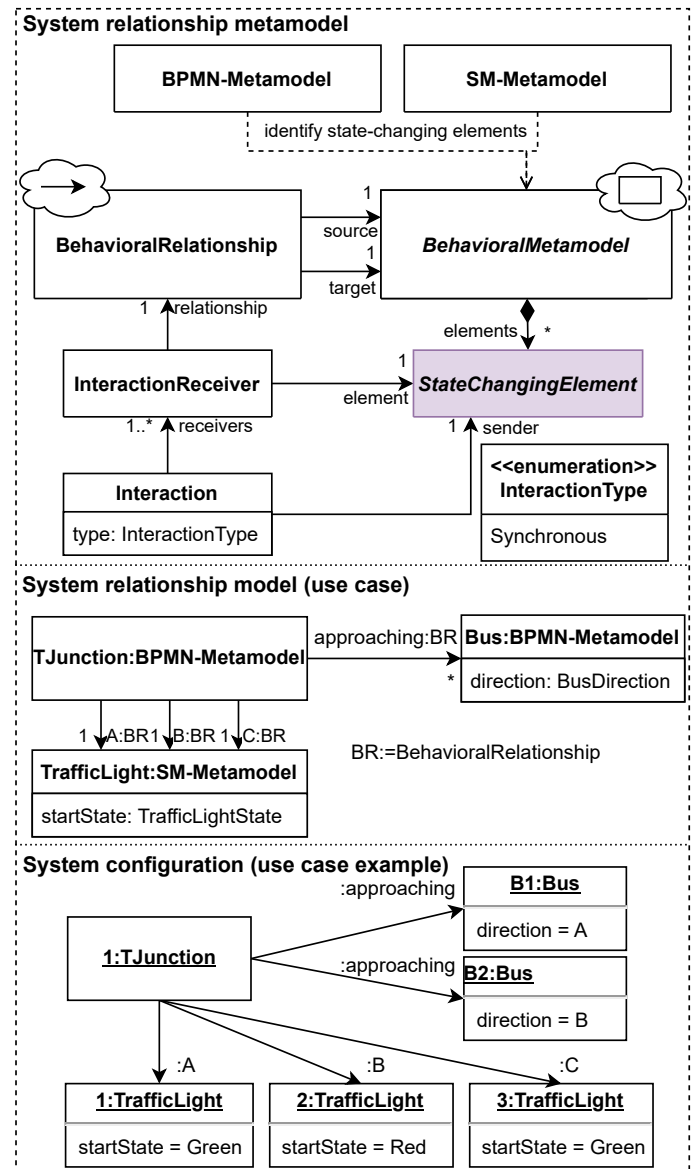 System relationship metamodel
BPMN-Metamodel
SM-Metamodel
identify state-changing elements
BehavioralRelationship
1
source
1
target
BehavioralMetamodel
1
relationship
elements
*
InteractionReceiver
1
element
StateChangingElement
1..*
receivers
1
sender
Interaction
type: InteractionType
<<enumeration>>
InteractionType
Synchronous
System relationship model (use case)
TJunction:BPMN-Metamodel
approaching:BR
*
Bus:BPMN-Metamodel
direction: BusDirection
1
A:BR
1
B:BR
1
C:BR
BR:=BehavioralRelationship
TrafficLight:SM-Metamodel
startState: TrafficLightState
System configuration (use case example)
:approaching
B1:Bus
direction = A
1:TJunction
:approaching
B2:Bus
direction = B
:A
:B
:C
1:TrafficLight
startState = Green
2:TrafficLight
startState = Red
3:TrafficLight
startState = Green